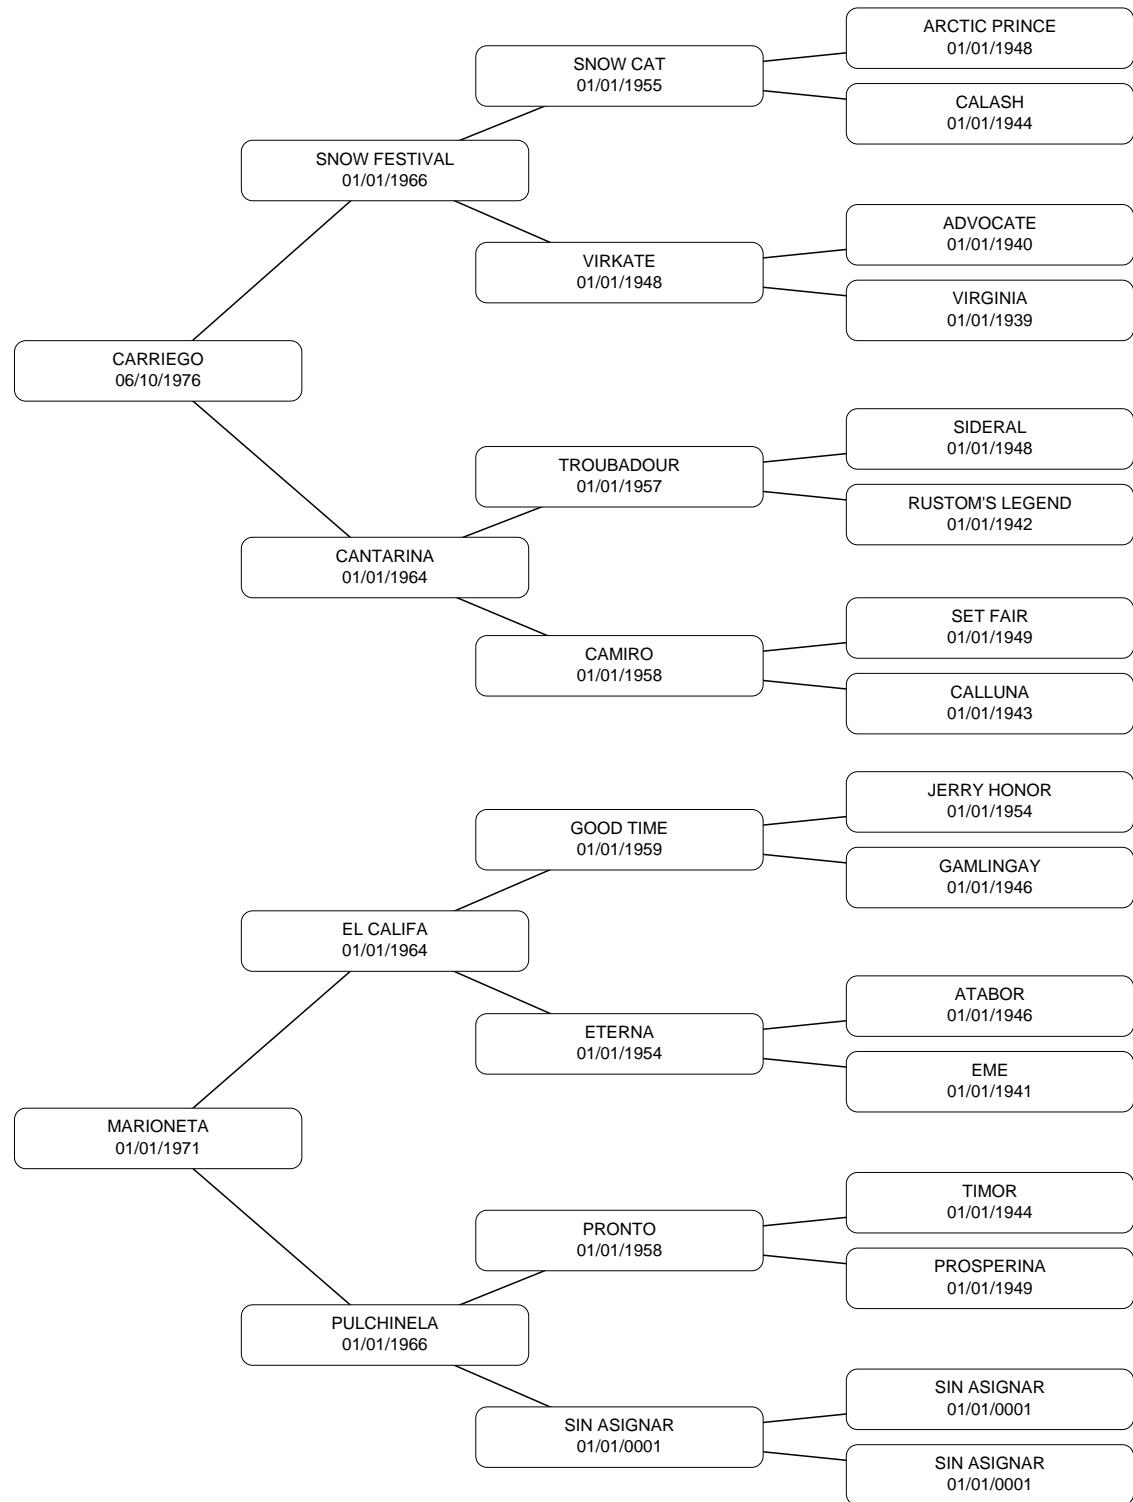 ARCTIC PRINCE
01/01/1948
SNOW CAT
01/01/1955
CALASH
01/01/1944
SNOW FESTIVAL
01/01/1966
ADVOCATE
01/01/1940
VIRKATE
01/01/1948
VIRGINIA
01/01/1939
CARRIEGO
06/10/1976
SIDERAL
01/01/1948
TROUBADOUR
01/01/1957
RUSTOM'S LEGEND
01/01/1942
CANTARINA
01/01/1964
SET FAIR
01/01/1949
CAMIRO
01/01/1958
CALLUNA
01/01/1943
JERRY HONOR
01/01/1954
GOOD TIME
01/01/1959
GAMLINGAY
01/01/1946
EL CALIFA
01/01/1964
ATABOR
01/01/1946
ETERNA
01/01/1954
EME
01/01/1941
MARIONETA
01/01/1971
TIMOR
01/01/1944
PRONTO
01/01/1958
PROSPERINA
01/01/1949
PULCHINELA
01/01/1966
SIN ASIGNAR
01/01/0001
SIN ASIGNAR
01/01/0001
SIN ASIGNAR
01/01/0001